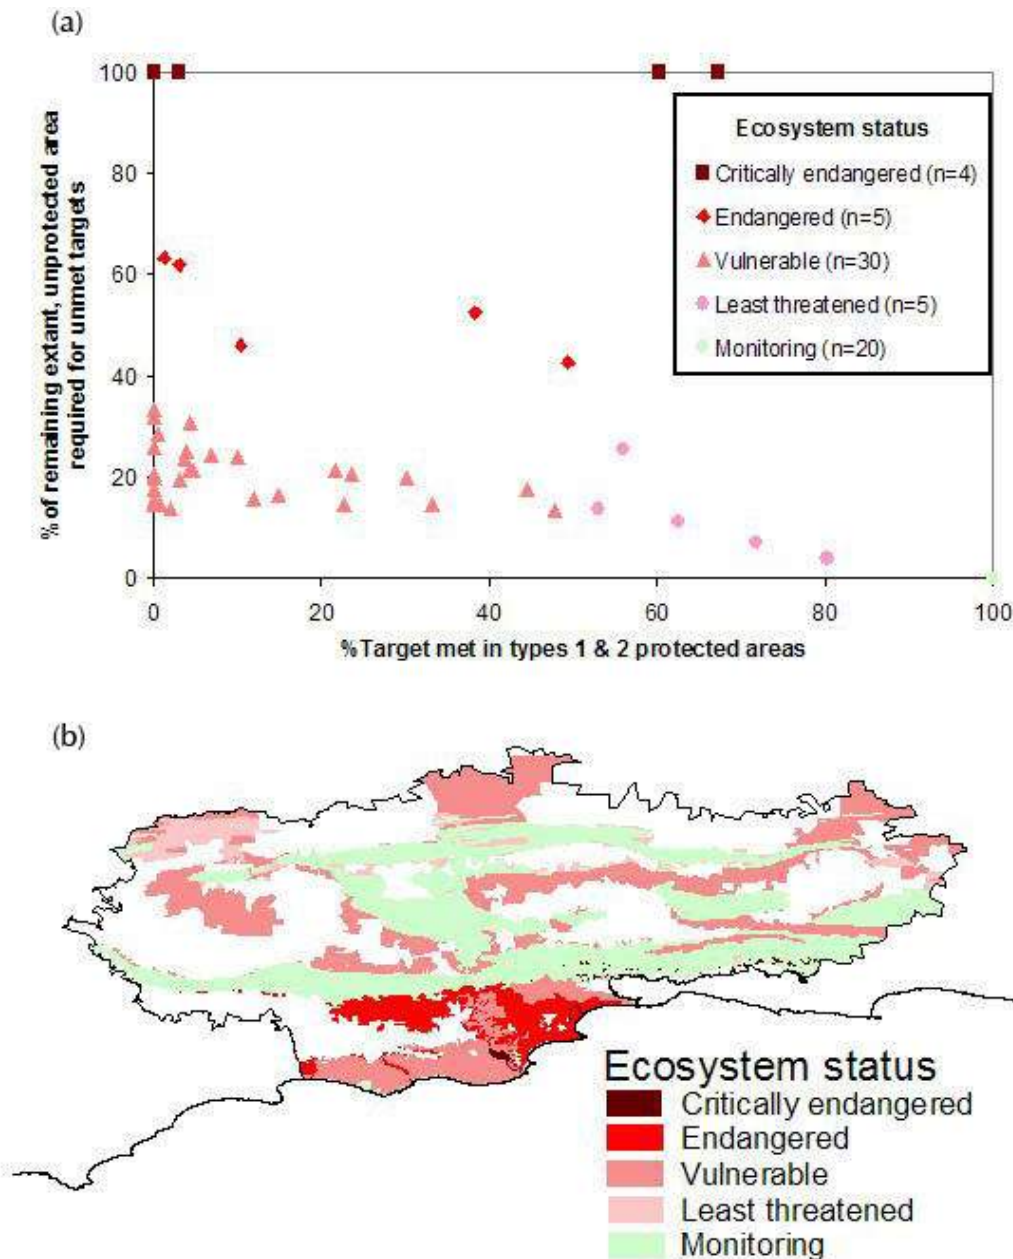 (a)
% of remaining extant, unprotected area
required for unmet targets
100
80
60
40
20
0
0 20 40 60 80 100
%Target met in types 1 & 2 protected areas
Ecosystem status
Critically endangered (n=4)
Endangered (n=5)
Vulnerable (n=30)
Least threatened (n=5)
Monitoring (n=20)
(b)
Ecosystem status
Critically endangered
Endangered
Vulnerable
Least threatened
Monitoring